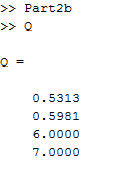 >> Part2b
>> Q
Q =
0.5313
0.5981
6.0000
7.0000